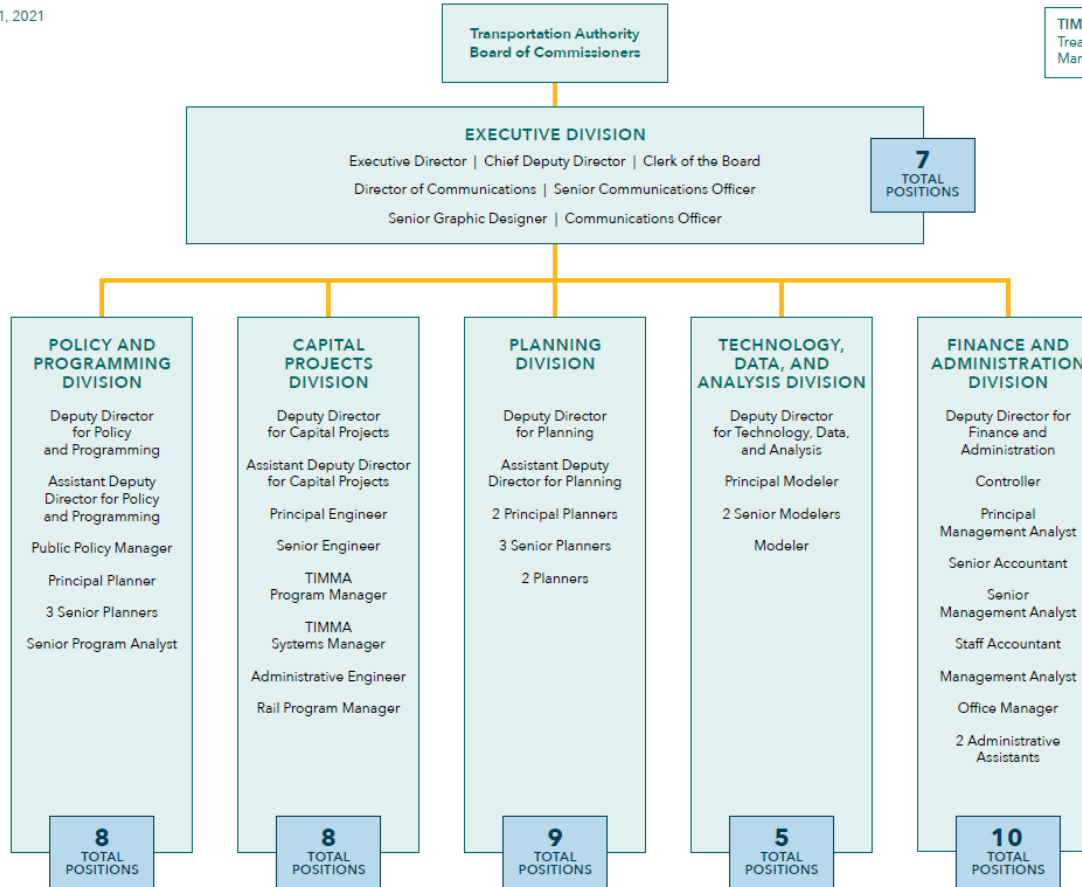 1, 2021
Transportation Authority
Board of Commissioners
EXECUTIVE DIVISION
Executive Director | Chief Deputy Director | Clerk of the Board
Director of Communications | Senior Communications Officer
Senior Graphic Designer | Communications Officer
7
TOTAL
POSITIONS
POLICY AND
PROGRAMMING
DIVISION
Deputy Director
for Policy
and Programming
Assistant Deputy
Director for Policy
and Programming
Public Policy Manager
Principal Planner
3 Senior Planners
Senior Program Analyst
8
TOTAL
POSITIONS
CAPITAL
PROJECTS
DIVISION
Deputy Director
for Capital Projects
Assistant Deputy Director
for Capital Projects
Principal Engineer
Senior Engineer
TIMMA
Program Manager
TIMMA
Systems Manager
Administrative Engineer
Rail Program Manager
8
TOTAL
POSITIONS
PLANNING
DIVISION
Deputy Director
for Planning
Assistant Deputy
Director for Planning
2 Principal Planners
3 Senior Planners
2 Planners
9
TOTAL
POSITIONS
TECHNOLOGY,
DATA, AND
ANALYSIS DIVISION
Deputy Director
for Technology, Data,
and Analysis
Principal Modeler
2 Senior Modelers
Modeler
5
TOTAL
POSITIONS
FINANCE AND
ADMINISTRATION
DIVISION
Deputy Director for
Finance and
Administration
Controller
Principal
Management Analyst
Senior Accountant
Senior
Management Analyst
Staff Accountant
Management Analyst
Office Manager
2 Administrative
Assistants
10
TOTAL
POSITIONS